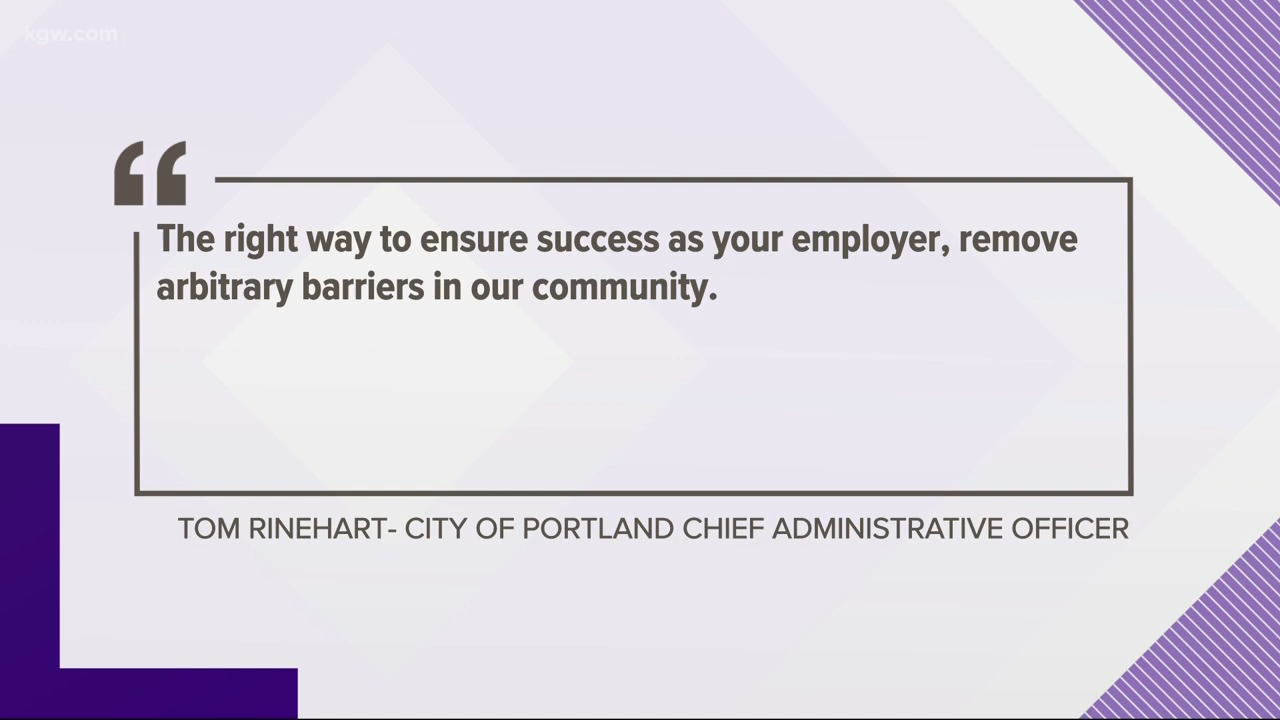 kgw.com
“
The right way to ensure success as your employer, remove
arbitrary barriers in our community.
TOM RINEHART- CITY OF PORTLAND CHIEF ADMINISTRATIVE OFFICER